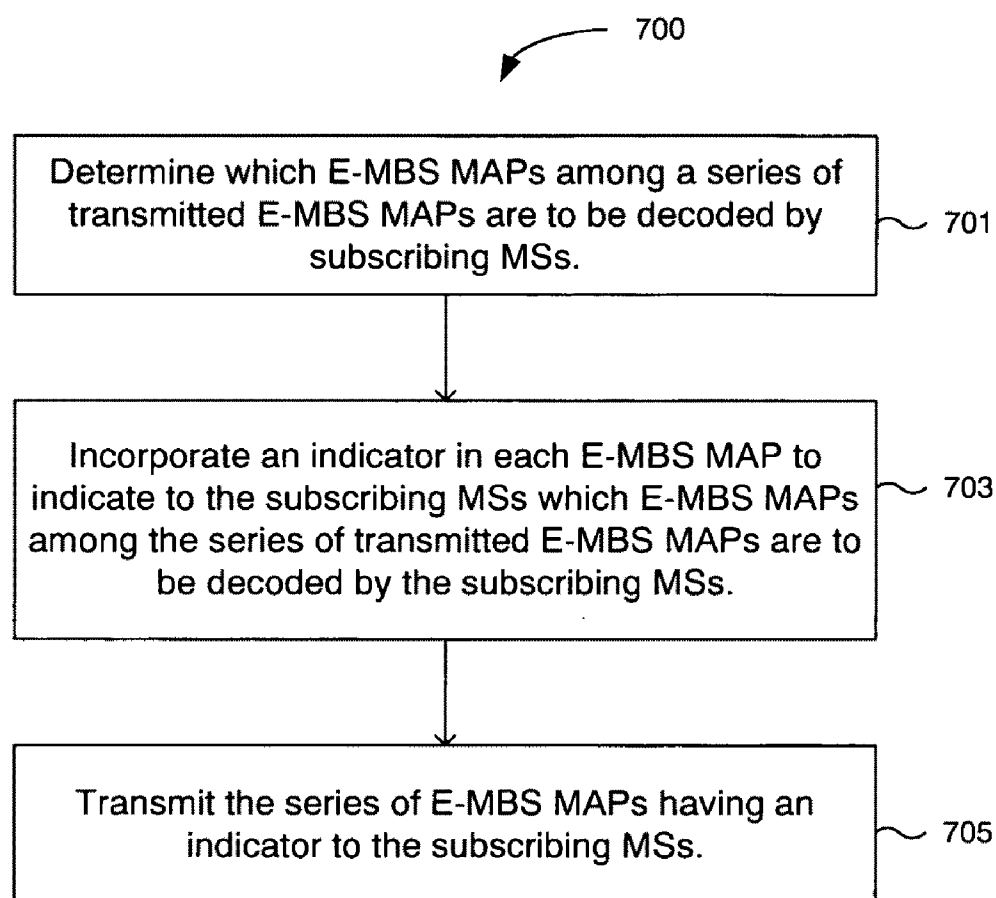 700
Determine which E-MBS MAPs among a series of
transmitted E-MBS MAPs are to be decoded by
subscribing MSs.
701
Incorporate an indicator in each E-MBS MAP to
indicate to the subscribing MSs which E-MBS MAPs
among the series of transmitted E-MBS MAPs are to
be decoded by the subscribing MSs.
703
Transmit the series of E-MBS MAPs having an
indicator to the subscribing MSs.
705